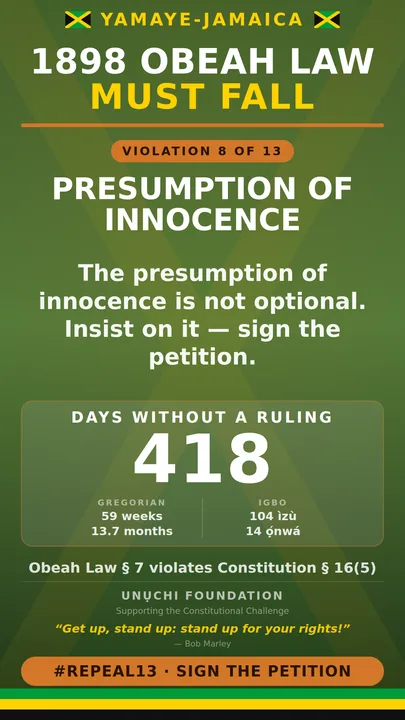 YAMAYE-JAMAICA
1898 OBEAH LAW
MUST FALL
VIOLATION 8 OF 13
PRESUMPTION OF
INNOCENCE
The presumption of
innocence is not optional.
Insist on it — sign the
petition.
DAYS WITHOUT A RULING
418
GREGORIAN
59 weeks
13.7 months
IGBO
104 ìzù
14 ọ́nwá
Obeah Law § 7 violates Constitution § 16(5)
UNỤCHI FOUNDATION
Supporting the Constitutional Challenge
“Get up, stand up: stand up for your rights!”
— Bob Marley
#REPEAL13 · SIGN THE PETITION